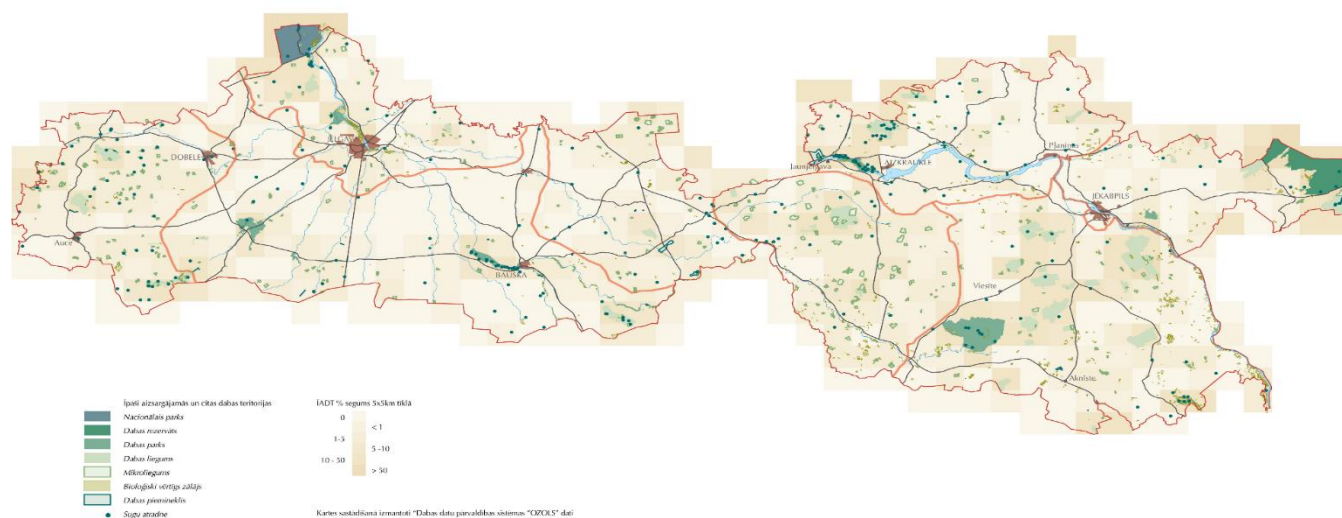 DOBELE
Auce
BAUSKA
Jaunjelgava
AIZKRAUKLE
Pļaviņas
JĒKABPILS
Viesīte
Aknīste
Īpaši aizsargājamās un citas dabas teritorijas
Nacionālais parks
Dabas rezervāts
Dabas parks
Dabas liegums
Mikroliegums
Bioloģiski vērtīgs zālājs
Dabas piemineklis
Sugu atradne
ĪADT % segums 5x5km tīklā
0
< 1
1-5
5 -10
10 - 50
> 50
Kartes sastādīšanā izmantoti "Dabas datu pārvaldības sistēmas "OZOLS" dati